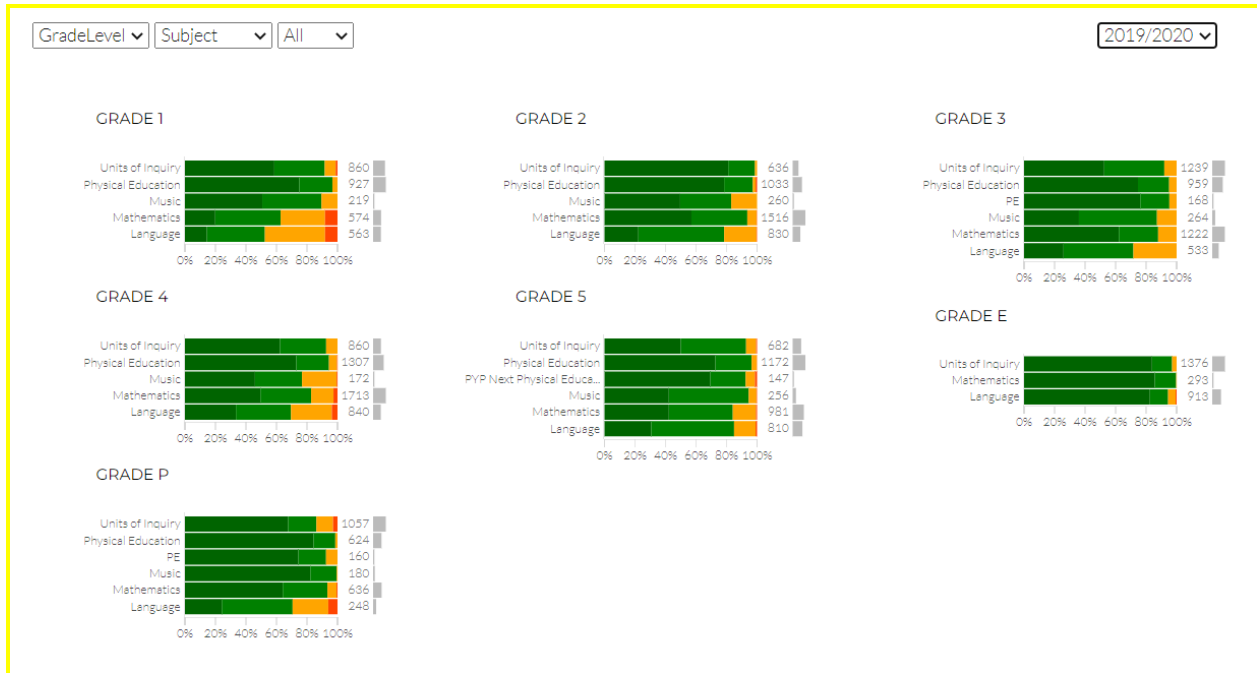 GradeLevel Subject All 2019/2020
GRADE 1
Units of Inquiry 860
Physical Education 927
Music 219
Mathematics 574
Language 563
0% 20% 40% 60% 80% 100%
GRADE 2
Units of Inquiry 636
Physical Education 1033
Music 260
Mathematics 1516
Language 830
0% 20% 40% 60% 80% 100%
GRADE 3
Units of Inquiry 1239
Physical Education 959
PE 168
Music 264
Mathematics 1222
Language 533
0% 20% 40% 60% 80% 100%
GRADE 4
Units of Inquiry 860
Physical Education 1307
Music 172
Mathematics 1713
Language 840
0% 20% 40% 60% 80% 100%
GRADE 5
Units of Inquiry 682
Physical Education 1172
PYP Next Physical Educa... 147
Music 256
Mathematics 981
Language 810
0% 20% 40% 60% 80% 100%
GRADE E
Units of Inquiry 1376
Mathematics 293
Language 913
0% 20% 40% 60% 80% 100%
GRADE P
Units of Inquiry 1057
Physical Education 624
PE 160
Music 180
Mathematics 636
Language 248
0% 20% 40% 60% 80% 100%